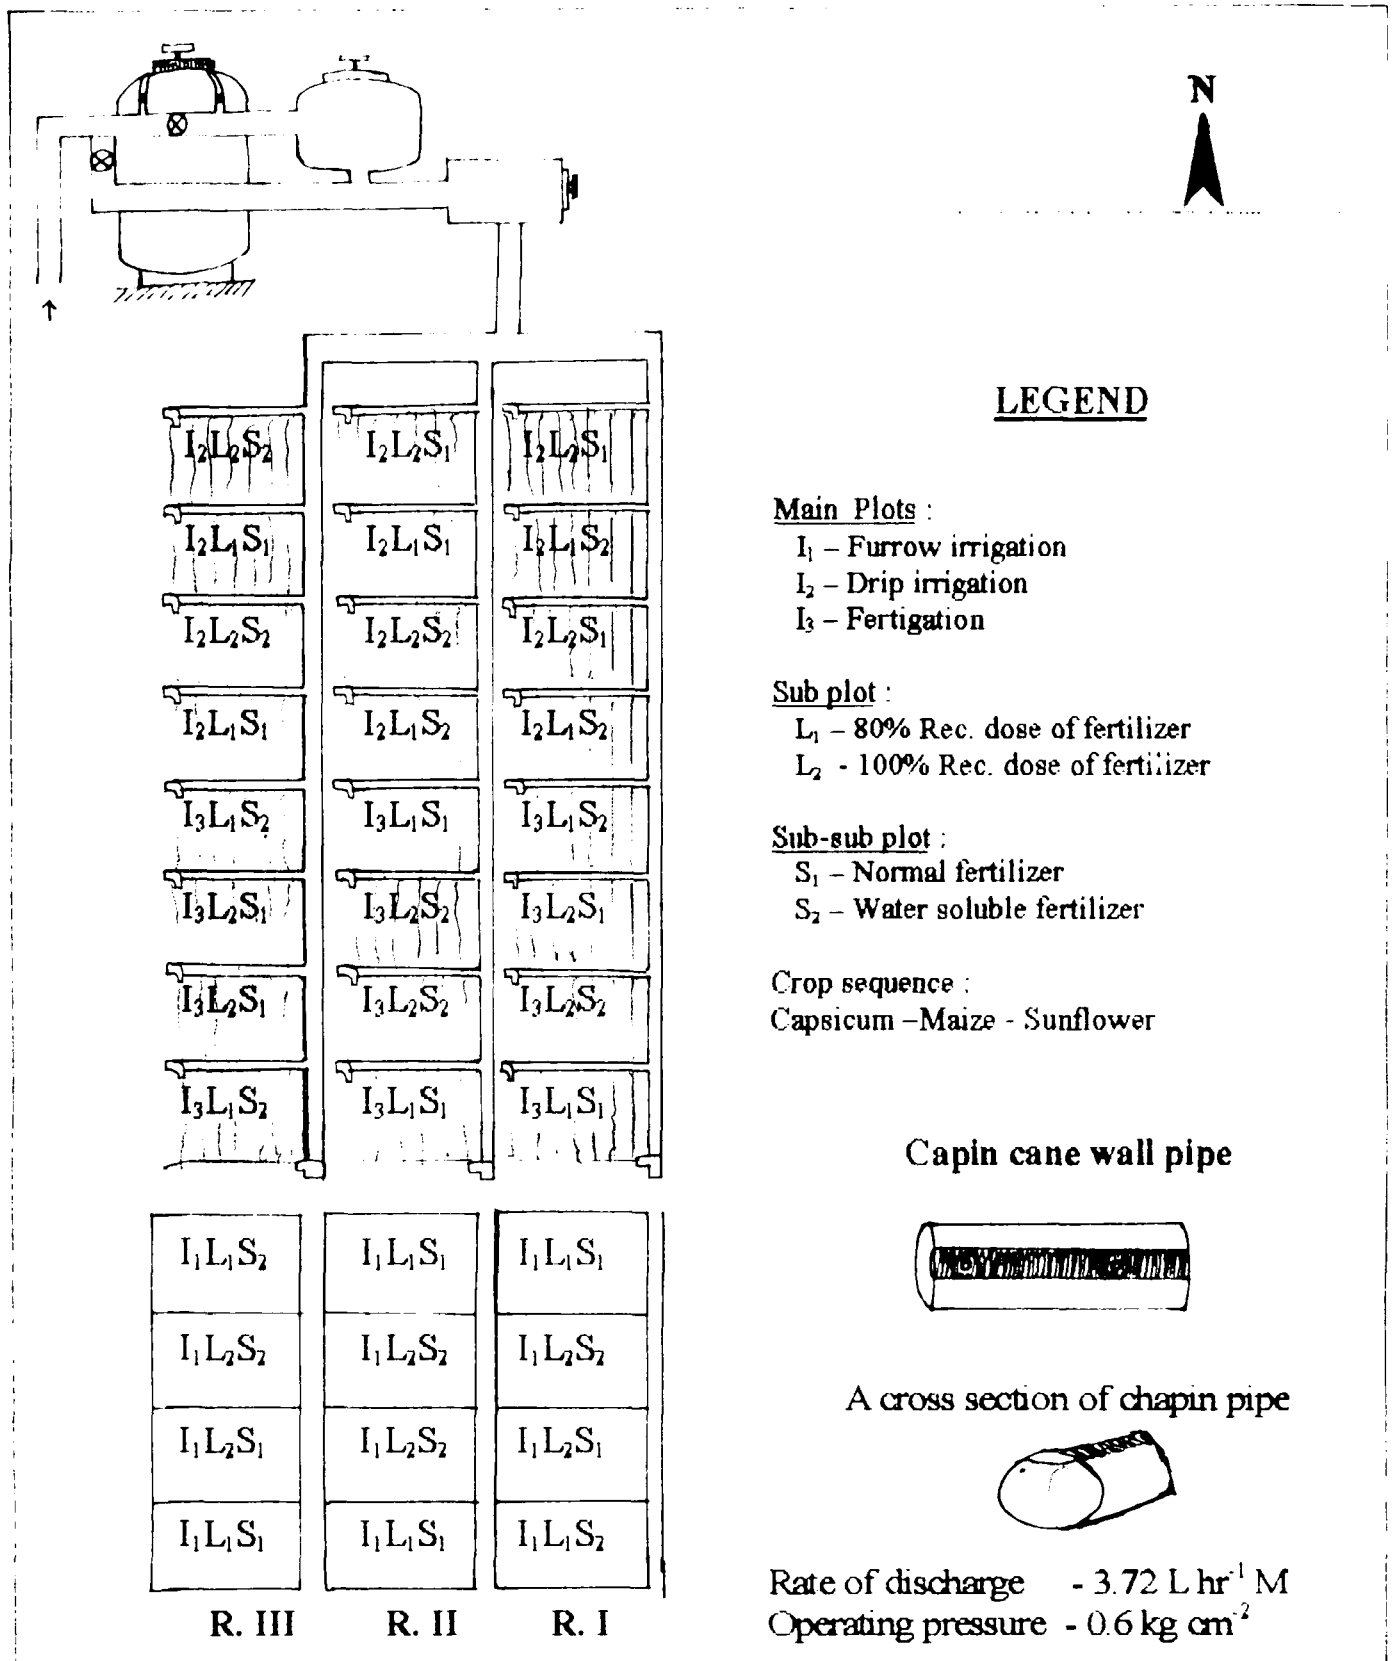 N
LEGEND
Main Plots :
I₁ – Furrow irrigation
I₂ – Drip irrigation
I₃ – Fertigation
Sub plot :
L₁ – 80% Rec. dose of fertilizer
L₂ - 100% Rec. dose of fertilizer
Sub-sub plot :
S₁ – Normal fertilizer
S₂ – Water soluble fertilizer
Crop sequence :
Capsicum –Maize - Sunflower
Capin cane wall pipe
A cross section of chapin pipe
Rate of discharge - 3.72 L hr⁻¹ M
Operating pressure - 0.6 kg cm⁻²
I₂L₂S₂ I₂L₂S₁ I₂L₂S₁
I₂L₁S₁ I₂L₁S₁ I₂L₁S₂
I₂L₂S₂ I₂L₂S₂ I₂L₂S₁
I₂L₁S₁ I₂L₁S₂ I₂L₁S₂
I₃L₁S₂ I₃L₁S₁ I₃L₁S₂
I₃L₂S₁ I₃L₂S₂ I₃L₂S₁
I₃L₂S₁ I₃L₂S₂ I₃L₂S₂
I₃L₁S₂ I₃L₁S₁ I₃L₁S₁
I₁L₁S₂ I₁L₁S₁ I₁L₁S₁
I₁L₂S₂ I₁L₂S₂ I₁L₂S₂
I₁L₂S₁ I₁L₂S₂ I₁L₂S₁
I₁L₁S₁ I₁L₁S₁ I₁L₁S₂
R. III R. II R. I